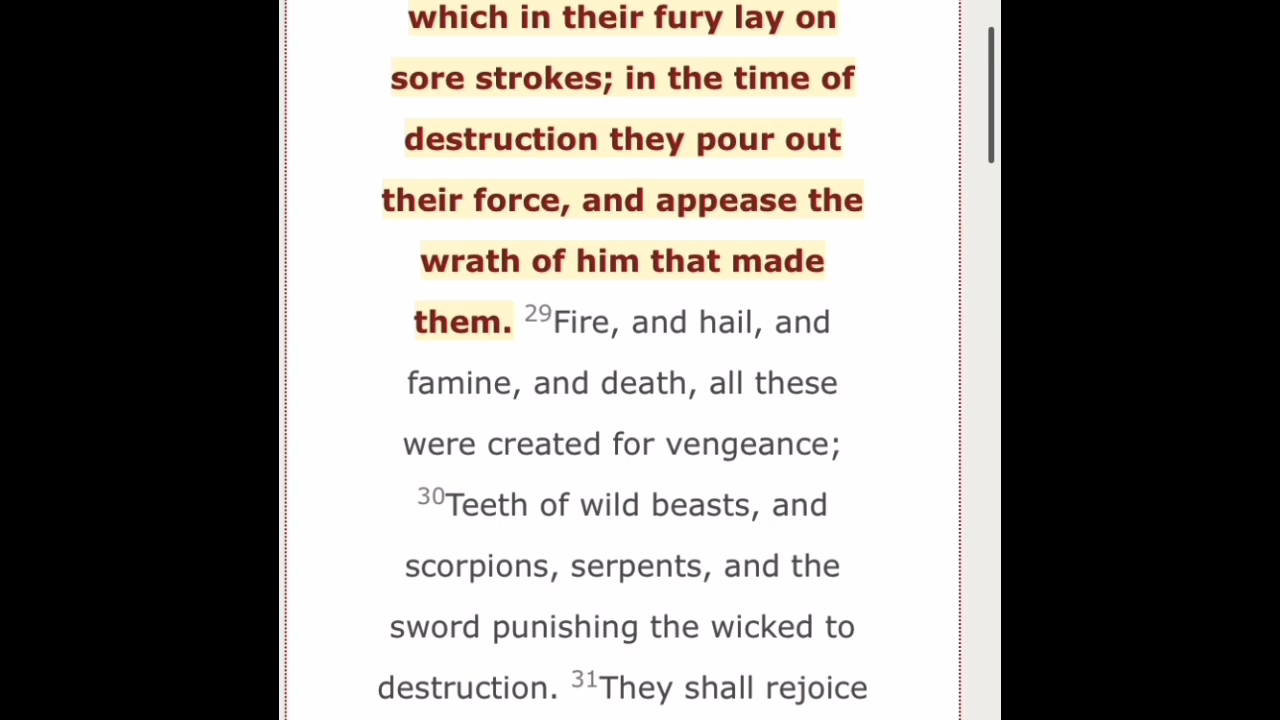 which in their fury lay on
sore strokes; in the time of
destruction they pour out
their force, and appease the
wrath of him that made
them. 29Fire, and hail, and
famine, and death, all these
were created for vengeance;
30Teeth of wild beasts, and
scorpions, serpents, and the
sword punishing the wicked to
destruction. 31They shall rejoice